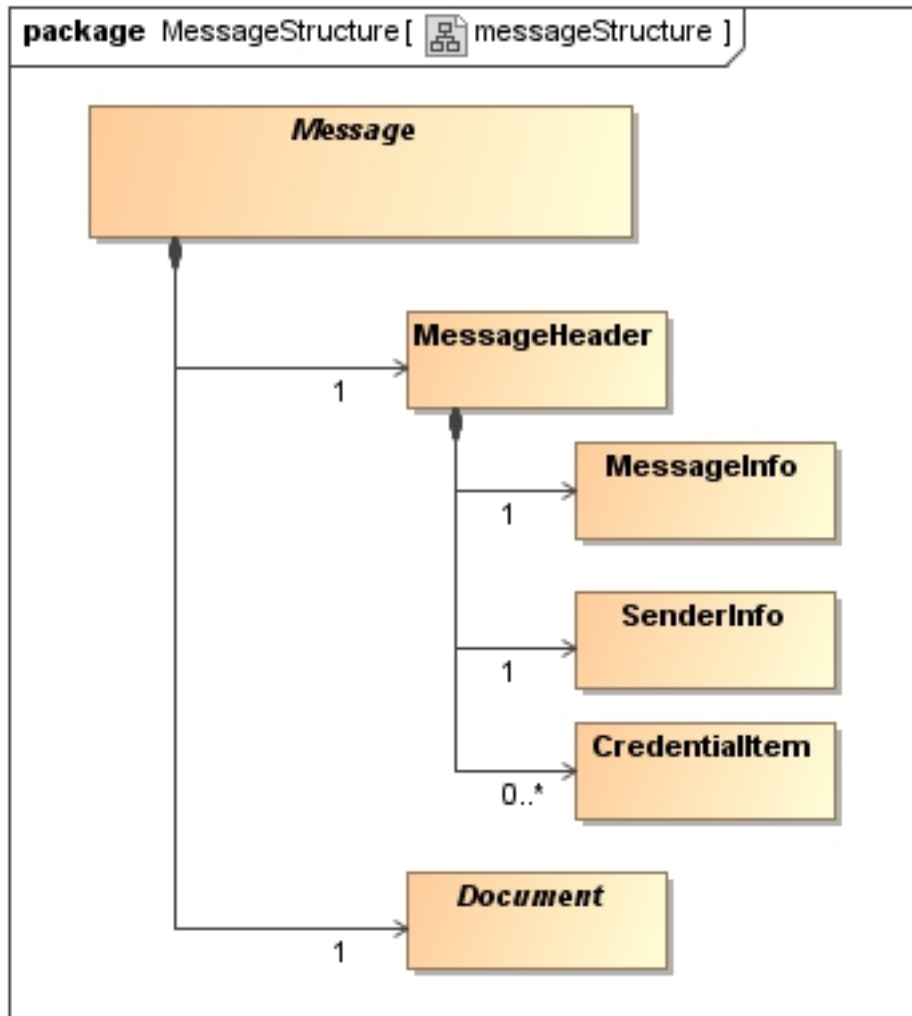 package MessageStructure [ messageStructure ]
Message
MessageHeader
1
MessageInfo
1
SenderInfo
1
CredentialItem
0..*
Document
1